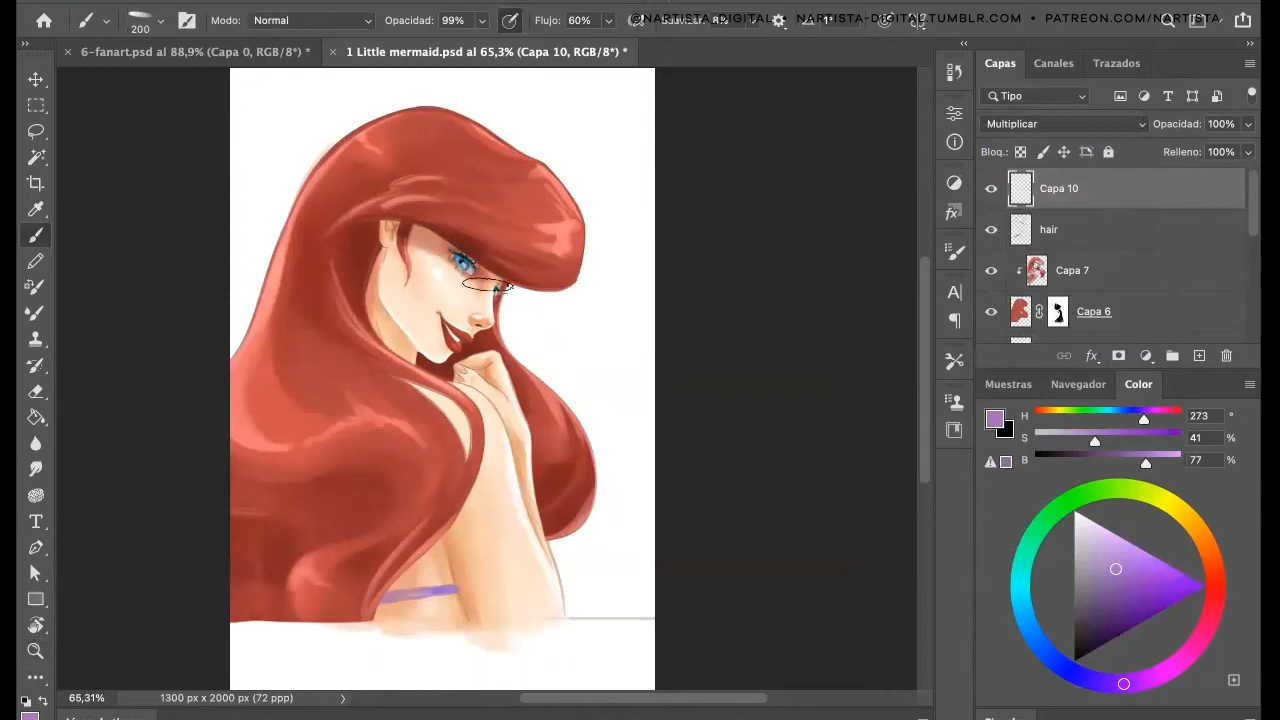 @NARTISTA_DIGITAL • NARTISTA-DIGITAL.TUMBLR.COM • PATREON.COM/NARTISTA
200
Modo: Normal
Opacidad: 99%
Flujo: 60%
6-fanart.psd al 88,9% (Capa 0, RGB/8*) *
1 Little mermaid.psd al 65,3% (Capa 10, RGB/8*) *
Capas Canales Trazados
Tipo
Multiplicar Opacidad: 100%
Bloq.: Relleno: 100%
Capa 10
hair
Capa 7
Capa 6
Muestras Navegador Color
H 273 °
S 41 %
B 77 %
65,31% 1300 px x 2000 px (72 ppp)